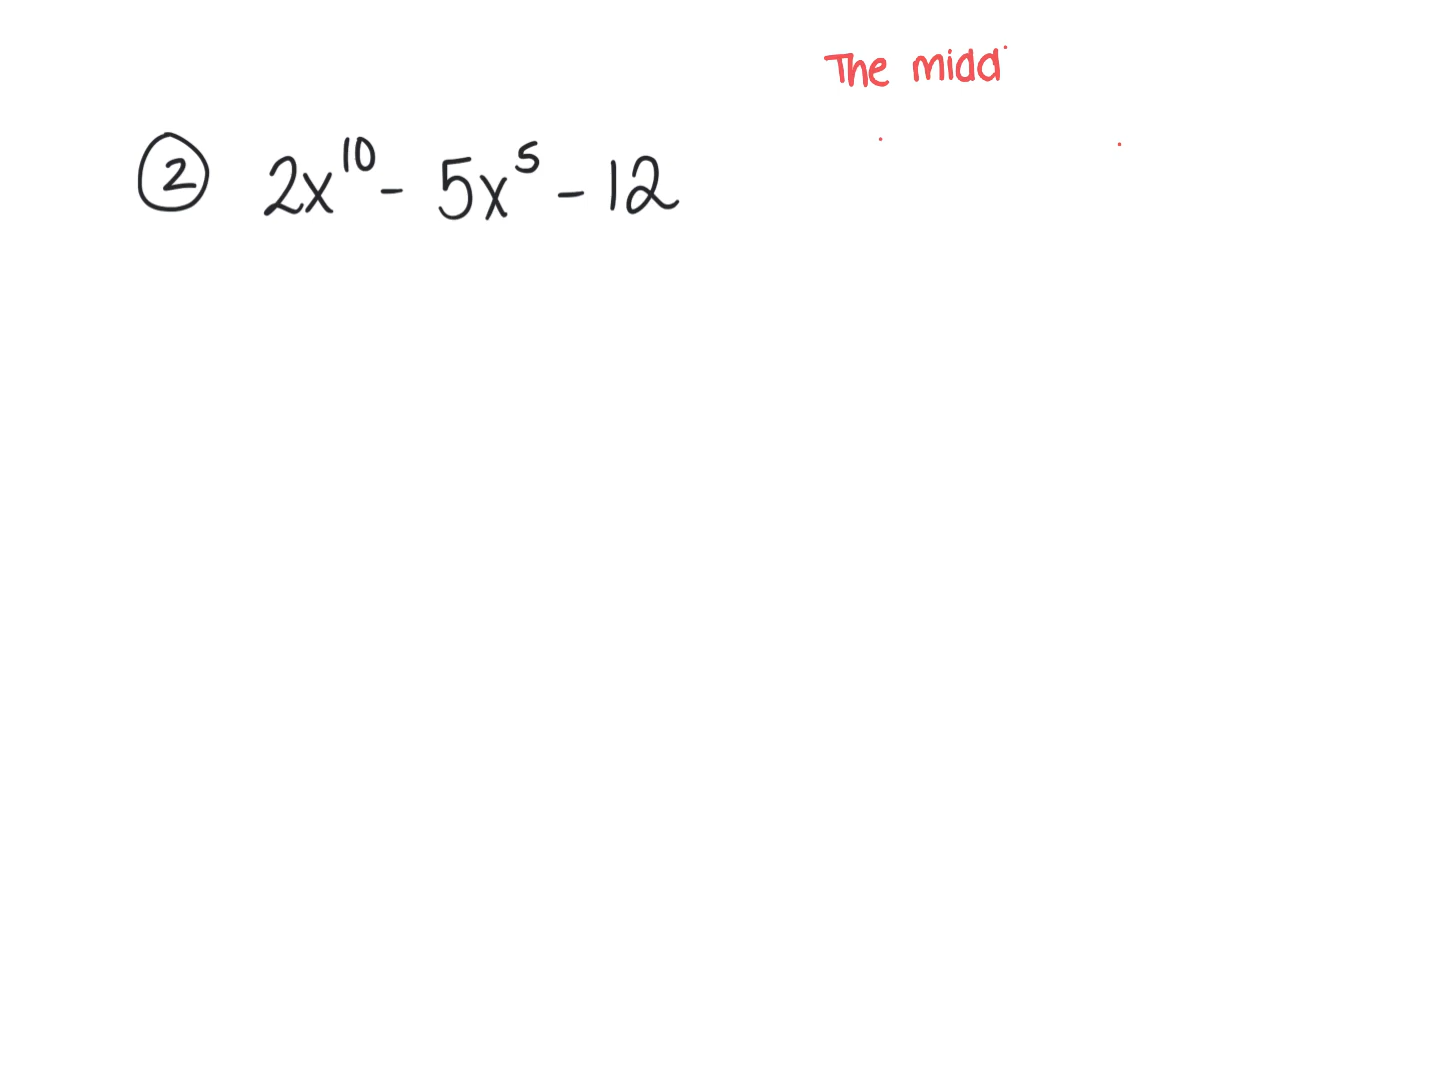 The midd
② 2x¹⁰ - 5x⁵ - 12